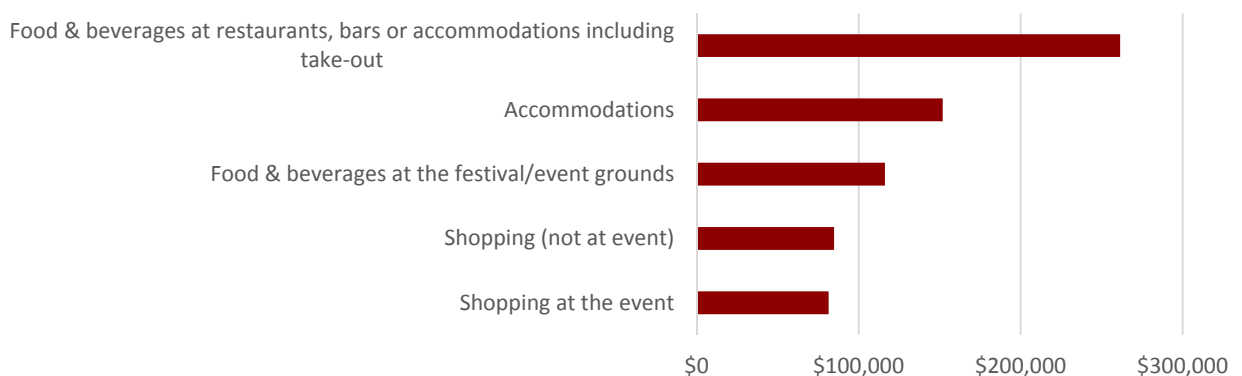 Food & beverages at restaurants, bars or accommodations including
take-out
Accommodations
Food & beverages at the festival/event grounds
Shopping (not at event)
Shopping at the event
$0 $100,000 $200,000 $300,000